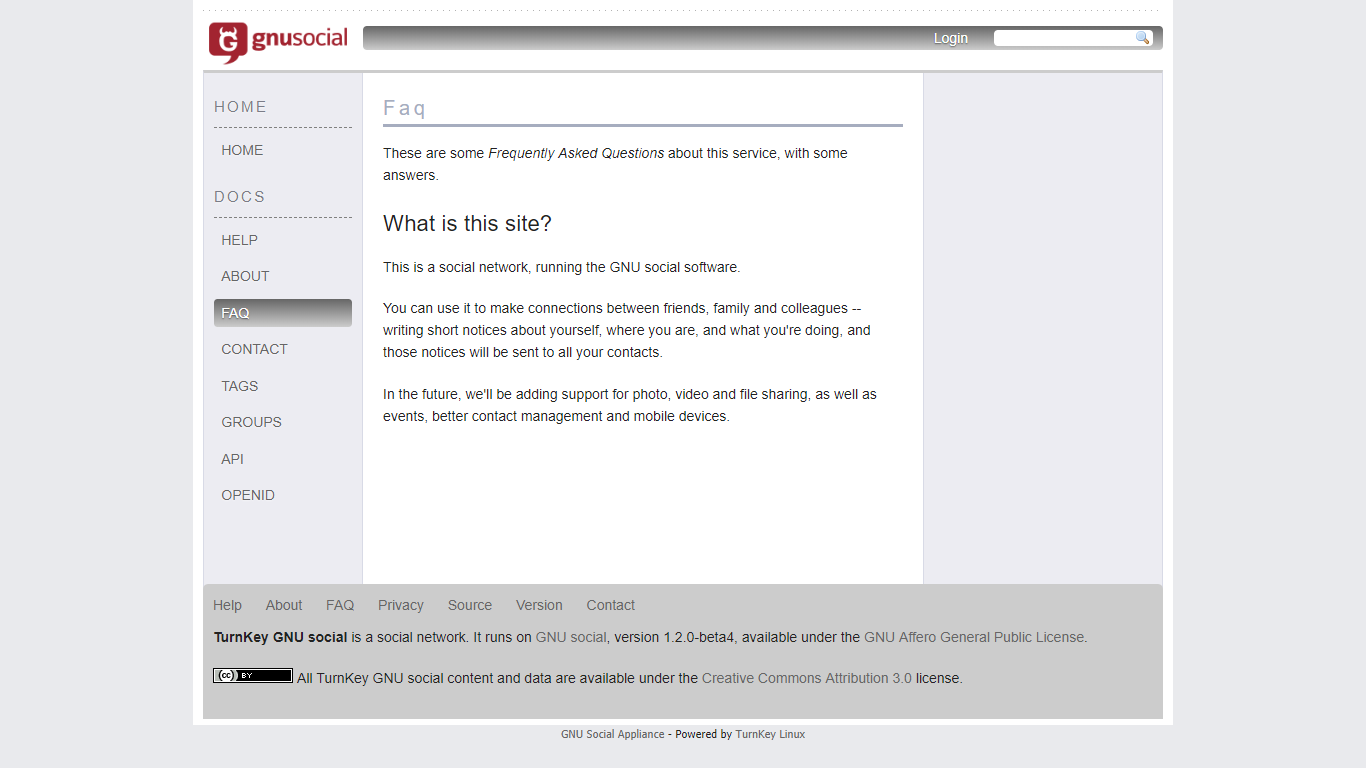 gnusocial
Login
HOME
HOME
DOCS
HELP
ABOUT
FAQ
CONTACT
TAGS
GROUPS
API
OPENID
Faq
These are some Frequently Asked Questions about this service, with some
answers.
What is this site?
This is a social network, running the GNU social software.
You can use it to make connections between friends, family and colleagues --
writing short notices about yourself, where you are, and what you're doing, and
those notices will be sent to all your contacts.
In the future, we'll be adding support for photo, video and file sharing, as well as
events, better contact management and mobile devices.
Help About FAQ Privacy Source Version Contact
TurnKey GNU social is a social network. It runs on GNU social, version 1.2.0-beta4, available under the GNU Affero General Public License.
(cc) BY All TurnKey GNU social content and data are available under the Creative Commons Attribution 3.0 license.
GNU Social Appliance - Powered by TurnKey Linux